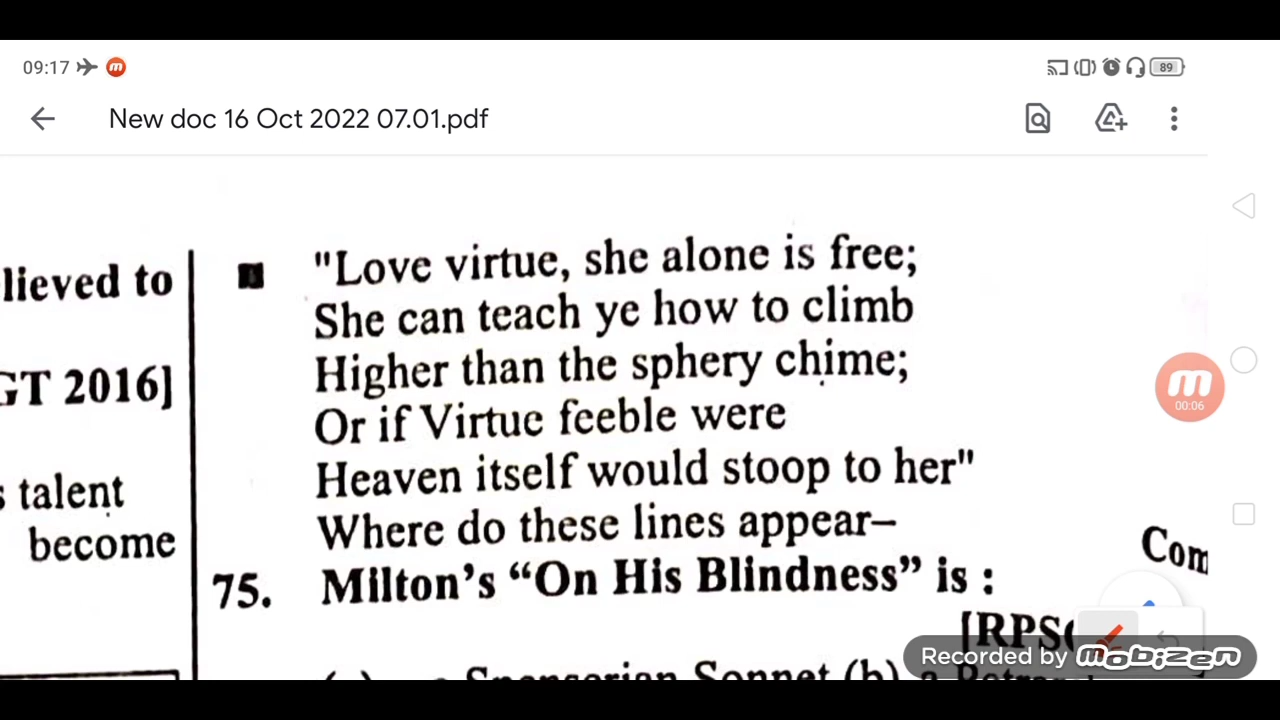 09:17
89
New doc 16 Oct 2022 07.01.pdf
lieved to
GT 2016]
talent
become
"Love virtue, she alone is free;
She can teach ye how to climb
Higher than the sphery chime;
Or if Virtue feeble were
Heaven itself would stoop to her"
Where do these lines appear–
75. Milton's “On His Blindness” is :
[RPSC
Com
00:06
Sonnet (b)
Recorded by mobizen